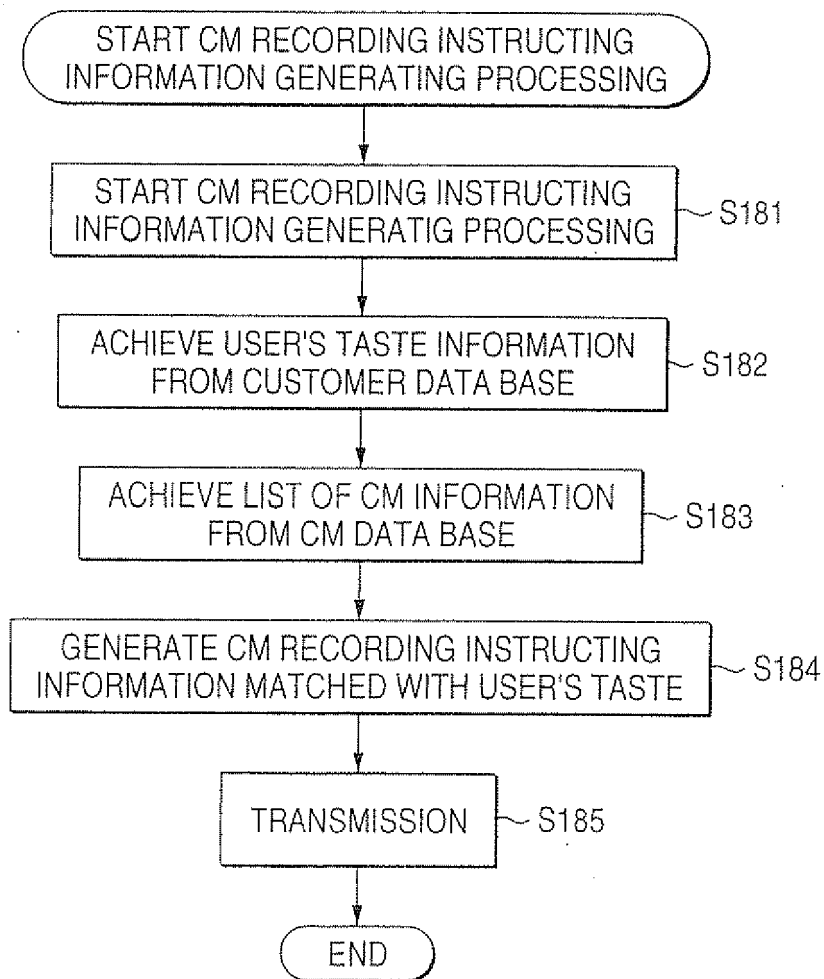 START CM RECORDING INSTRUCTING
INFORMATION GENERATING PROCESSING
START CM RECORDING INSTRUCTING
INFORMATION GENERATIG PROCESSING
S181
ACHIEVE USER'S TASTE INFORMATION
FROM CUSTOMER DATA BASE
S182
ACHIEVE LIST OF CM INFORMATION
FROM CM DATA BASE
S183
GENERATE CM RECORDING INSTRUCTING
INFORMATION MATCHED WITH USER'S TASTE
S184
TRANSMISSION
S185
END